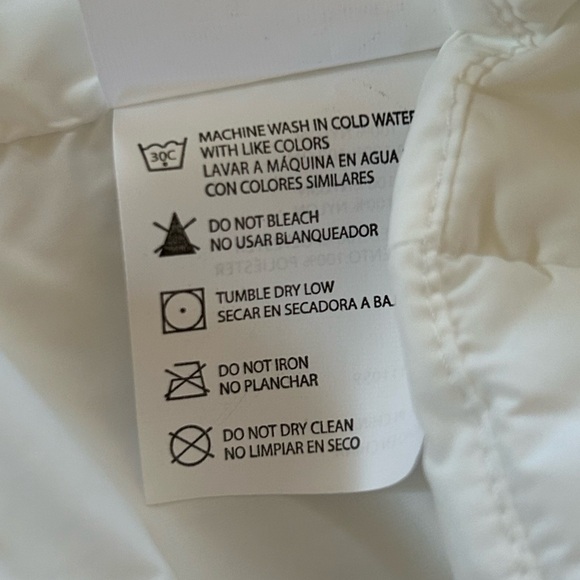 30C
MACHINE WASH IN COLD WATER
WITH LIKE COLORS
LAVAR A MÁQUINA EN AGUA
CON COLORES SIMILARES
DO NOT BLEACH
NO USAR BLANQUEADOR
TUMBLE DRY LOW
SECAR EN SECADORA A
DO NOT IRON
NO PLANCHAR
DO NOT DRY CLEAN
NO LIMPIAR EN SECO